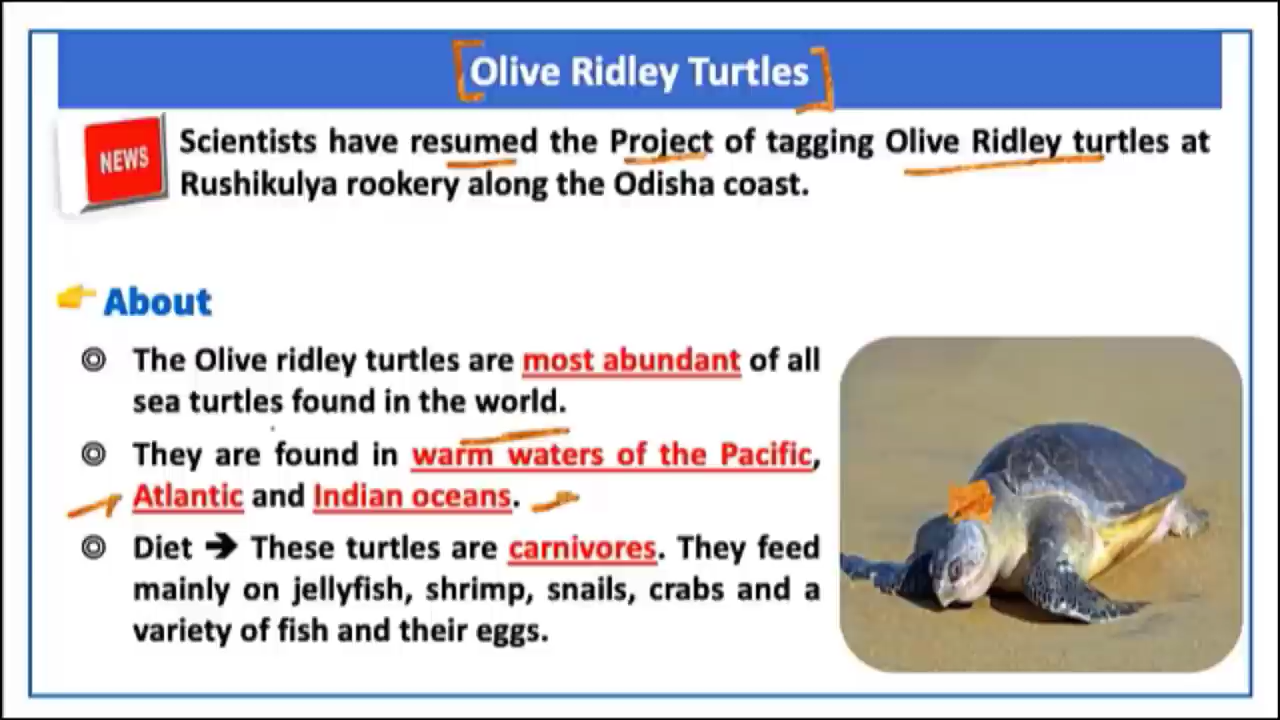 Olive Ridley Turtles
NEWS
Scientists have resumed the Project of tagging Olive Ridley turtles at
Rushikulya rookery along the Odisha coast.
About
The Olive ridley turtles are most abundant of all
sea turtles found in the world.
They are found in warm waters of the Pacific,
Atlantic and Indian oceans.
Diet ➔ These turtles are carnivores. They feed
mainly on jellyfish, shrimp, snails, crabs and a
variety of fish and their eggs.